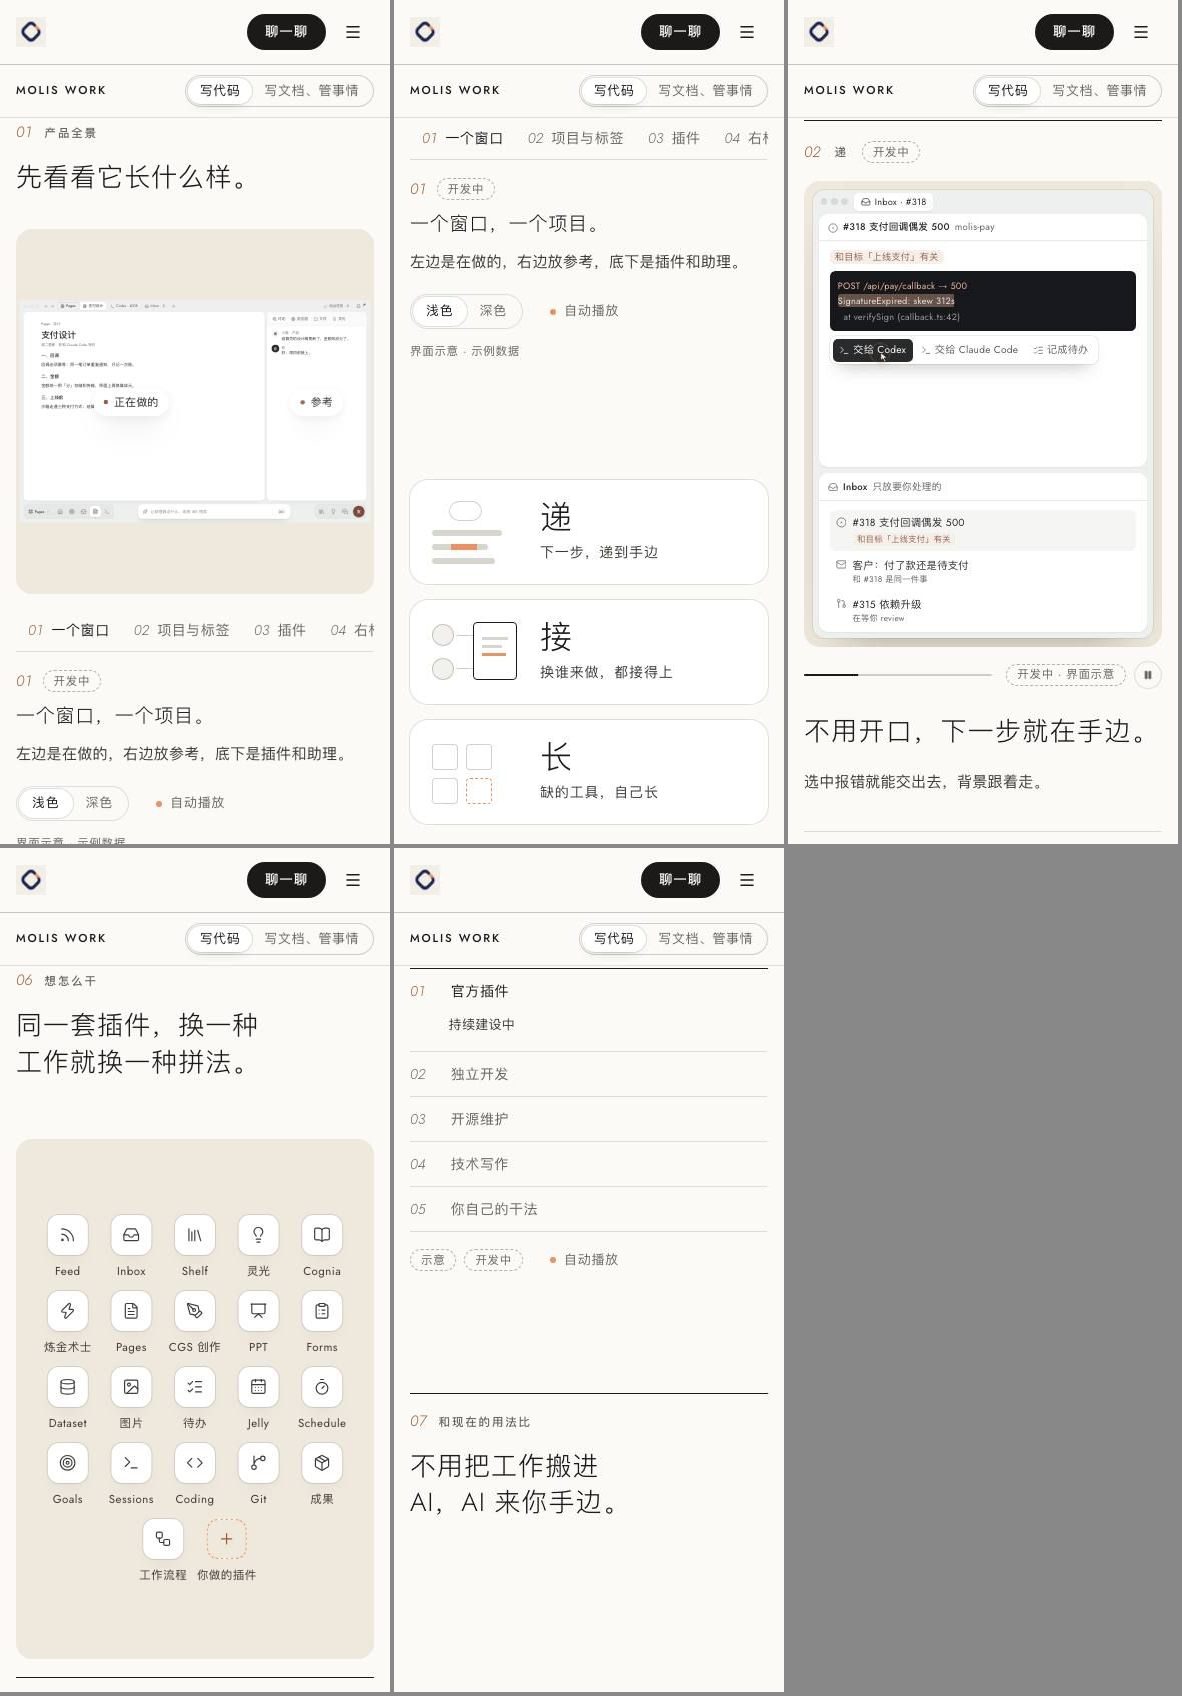 聊一聊
MOLIS WORK
写代码
写文档、管事情
01 产品全景
先看看它长什么样。
支付设计
正在做的
参考
01 一个窗口
02 项目与标签
03 插件
04 右
01 开发中
一个窗口，一个项目。
左边是在做的，右边放参考，底下是插件和助理。
浅色
深色
自动播放
界面示意 · 示例数据
聊一聊
MOLIS WORK
写代码
写文档、管事情
01 一个窗口
02 项目与标签
03 插件
04 右
01 开发中
一个窗口，一个项目。
左边是在做的，右边放参考，底下是插件和助理。
浅色
深色
自动播放
界面示意 · 示例数据
递
下一步，递到手边
接
换谁来做，都接得上
长
缺的工具，自己长
聊一聊
MOLIS WORK
写代码
写文档、管事情
02 递 开发中
Inbox · #318
#318 支付回调偶发 500 molis-pay
和目标「上线支付」有关
POST /api/pay/callback → 500
SignatureExpired: skew 312s
at verifySign (callback.ts:42)
交给 Codex
交给 Claude Code
记成待办
Inbox 只放要你处理的
#318 支付回调偶发 500
和目标「上线支付」有关
客户：付了款还是待支付
和 #318 是同一件事
#315 依赖升级
在等你 review
开发中 · 界面示意
不用开口，下一步就在手边。
选中报错就能交出去，背景跟着走。
聊一聊
MOLIS WORK
写代码
写文档、管事情
06 想怎么干
同一套插件，换一种
工作就换一种拼法。
Feed
Inbox
Shelf
灵光
Cognia
炼金术士
Pages
CGS 创作
PPT
Forms
Dataset
图片
待办
Jelly
Schedule
Goals
Sessions
Coding
Git
成果
工作流程
你做的插件
聊一聊
MOLIS WORK
写代码
写文档、管事情
01 官方插件
持续建设中
02 独立开发
03 开源维护
04 技术写作
05 你自己的干法
示意
开发中
自动播放
07 和现在的用法比
不用把工作搬进
AI，AI 来你手边。